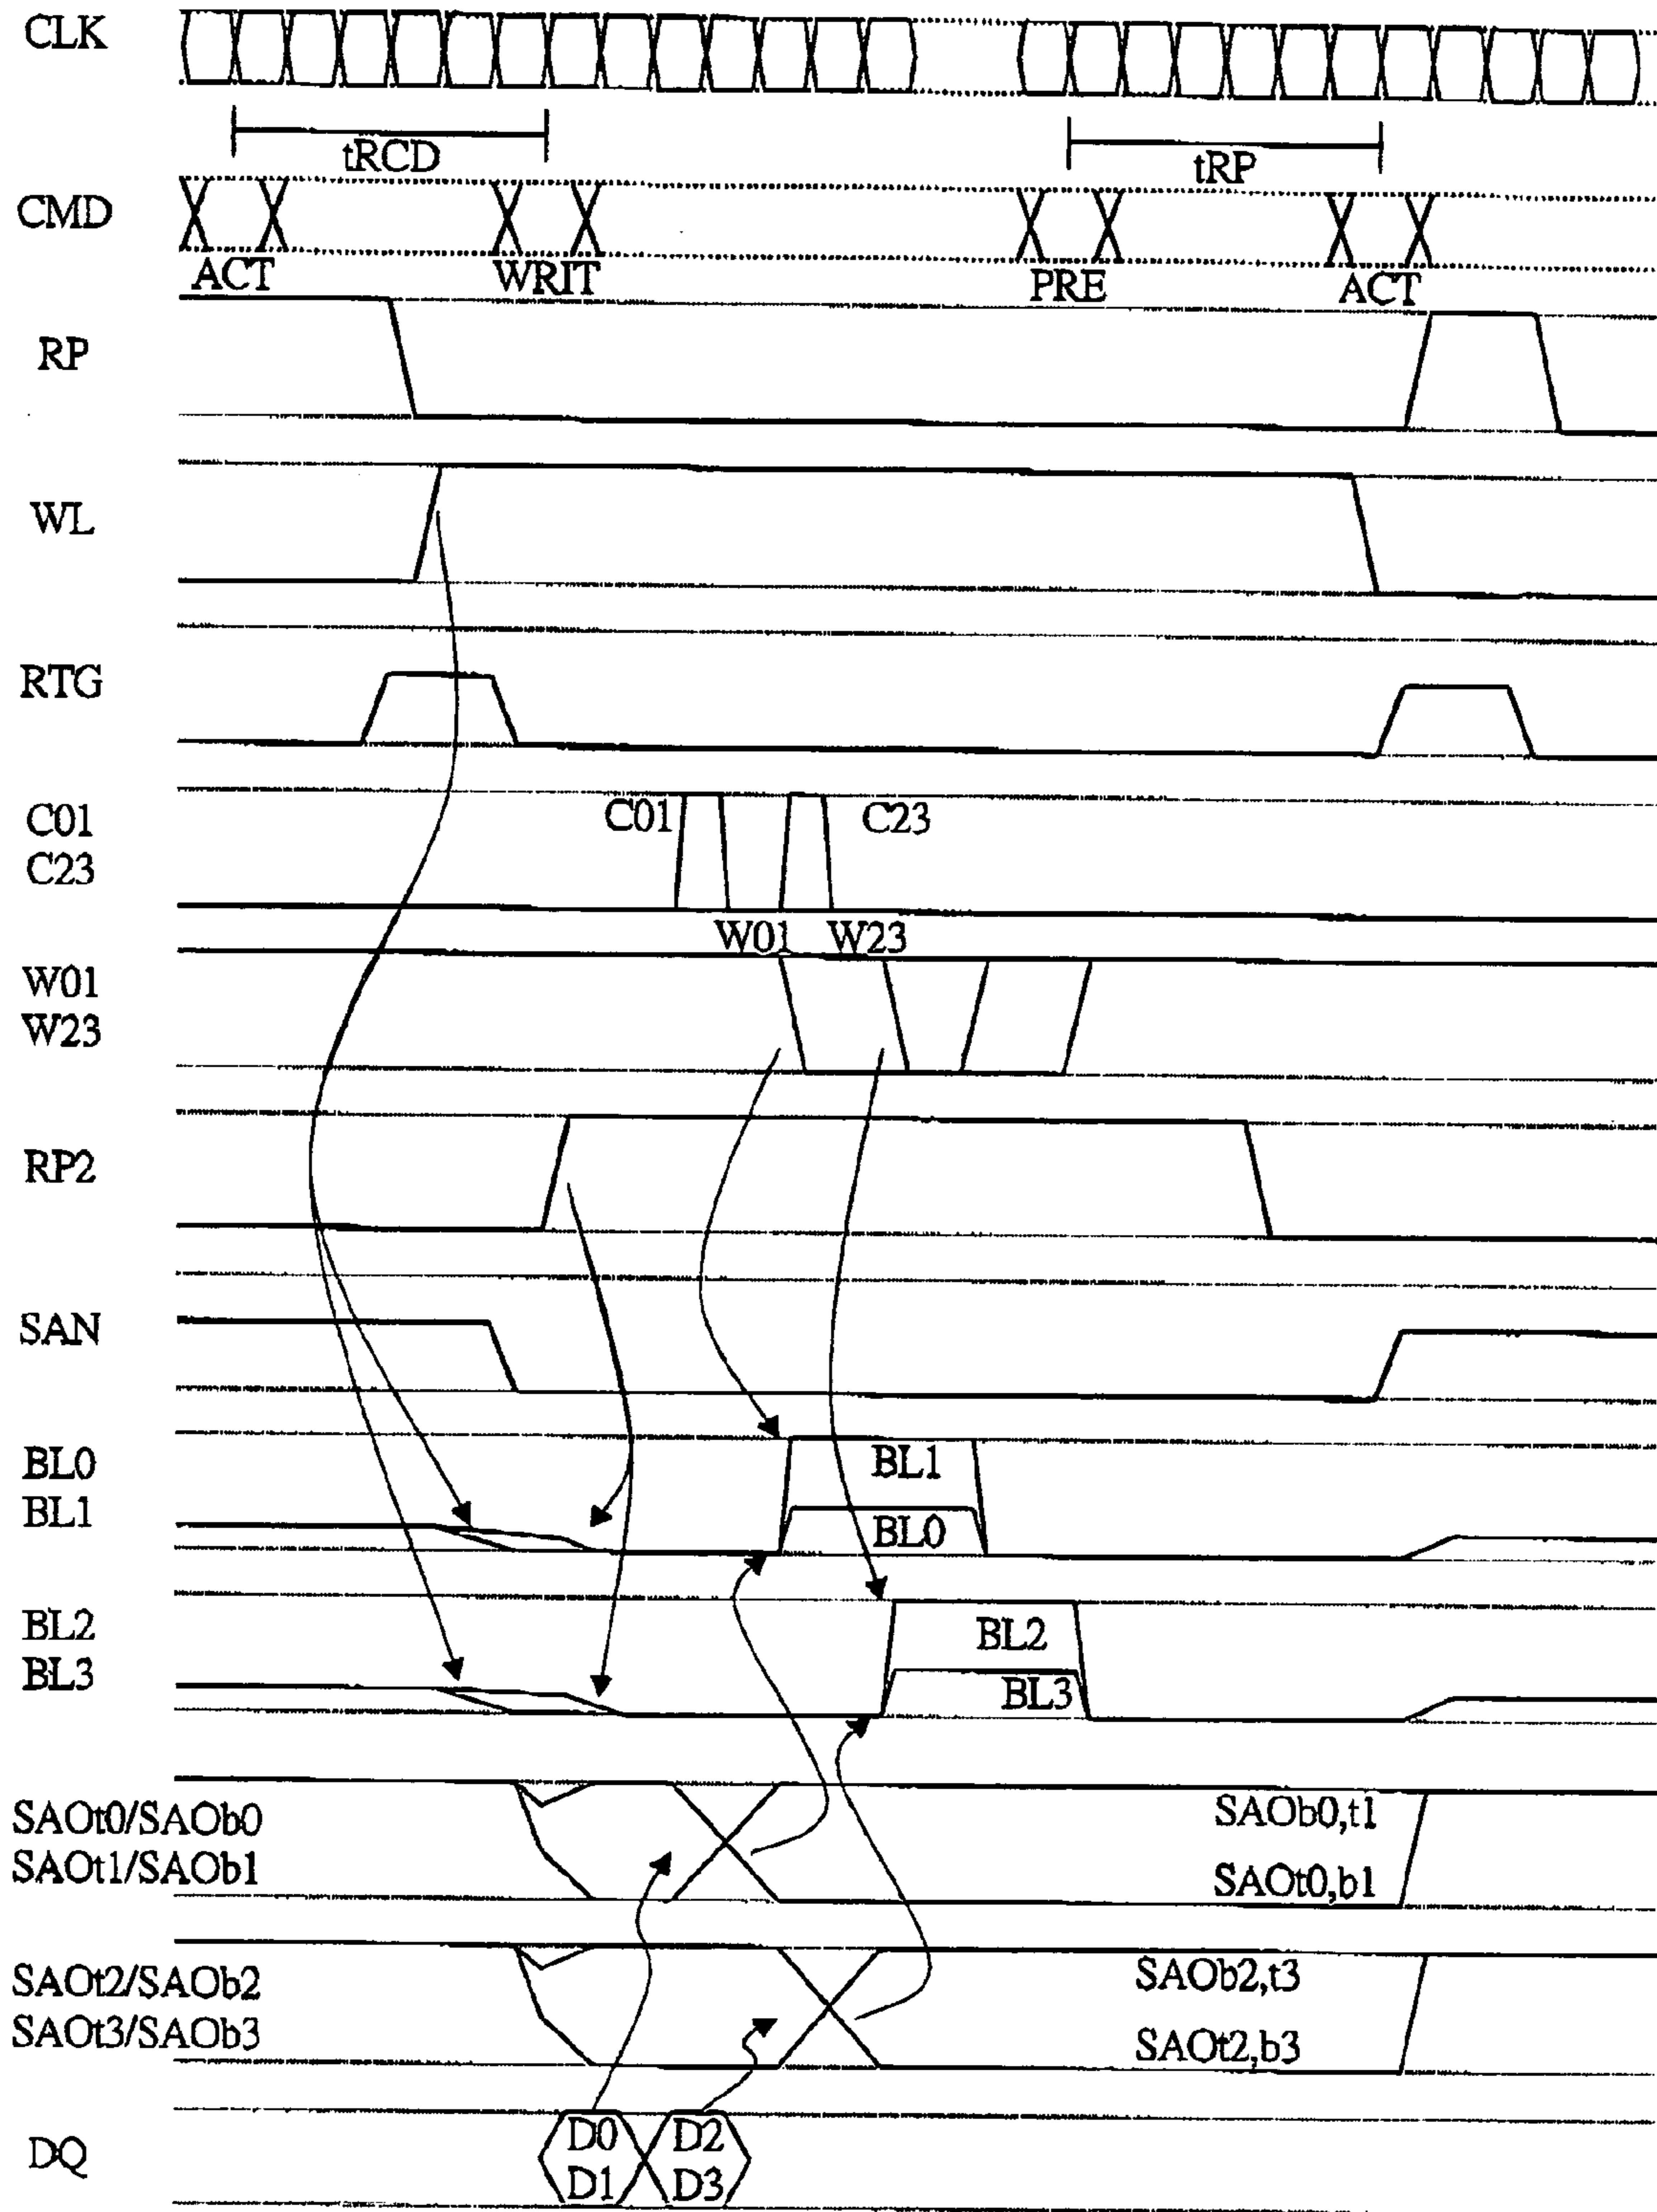 CLK
tRCD
tRP
CMD
ACT
WRIT
PRE
ACT
RP
WL
RTG
C01
C23
C01
C23
W01
W23
W01
W23
RP2
SAN
BL0
BL1
BL1
BL0
BL2
BL3
BL2
BL3
SAOt0/SAOb0
SAOt1/SAOb1
SAOb0,t1
SAOt0,b1
SAOt2/SAOb2
SAOt3/SAOb3
SAOb2,t3
SAOt2,b3
DQ
D0
D1
D2
D3